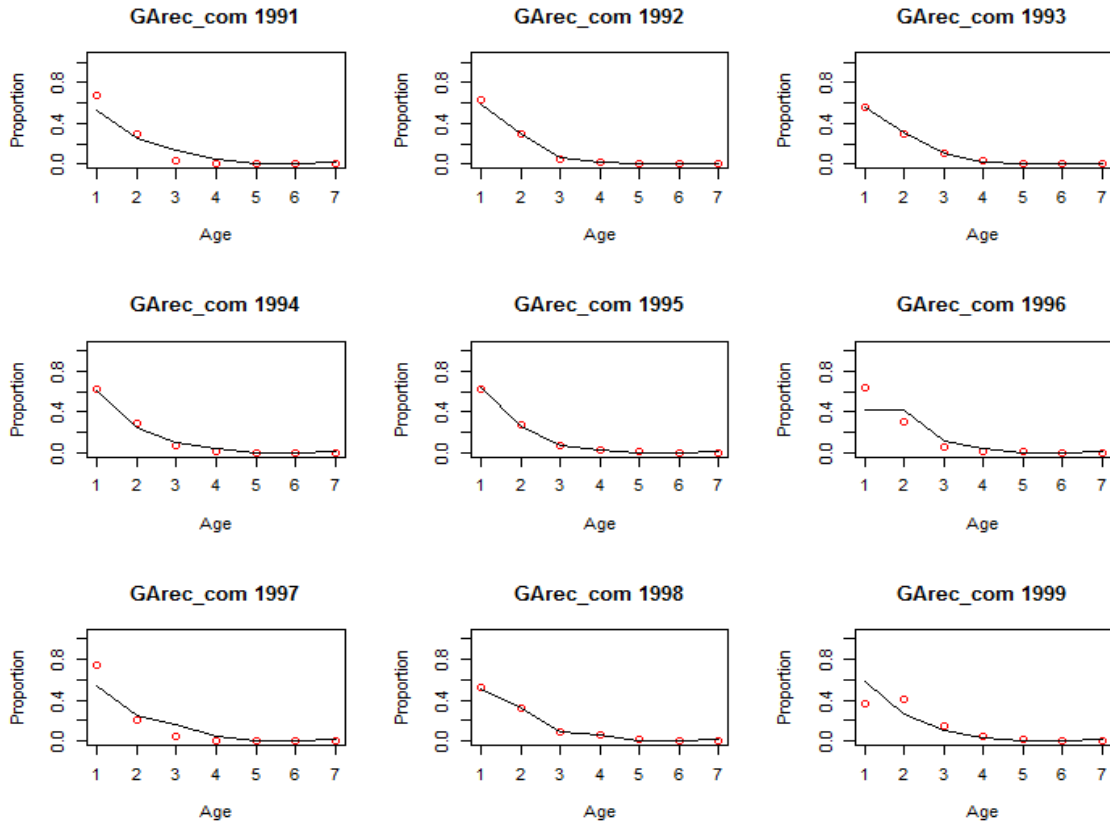 GArec_com 1991
Proportion
0.0 0.4 0.8
1 2 3 4 5 6 7
Age
GArec_com 1992
Proportion
0.0 0.4 0.8
1 2 3 4 5 6 7
Age
GArec_com 1993
Proportion
0.0 0.4 0.8
1 2 3 4 5 6 7
Age
GArec_com 1994
Proportion
0.0 0.4 0.8
1 2 3 4 5 6 7
Age
GArec_com 1995
Proportion
0.0 0.4 0.8
1 2 3 4 5 6 7
Age
GArec_com 1996
Proportion
0.0 0.4 0.8
1 2 3 4 5 6 7
Age
GArec_com 1997
Proportion
0.0 0.4 0.8
1 2 3 4 5 6 7
Age
GArec_com 1998
Proportion
0.0 0.4 0.8
1 2 3 4 5 6 7
Age
GArec_com 1999
Proportion
0.0 0.4 0.8
1 2 3 4 5 6 7
Age